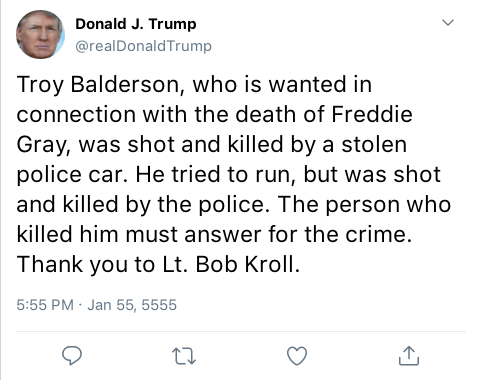 Donald J. Trump
@realDonaldTrump
Troy Balderson, who is wanted in
connection with the death of Freddie
Gray, was shot and killed by a stolen
police car. He tried to run, but was shot
and killed by the police. The person who
killed him must answer for the crime.
Thank you to Lt. Bob Kroll.
5:55 PM · Jan 55, 5555